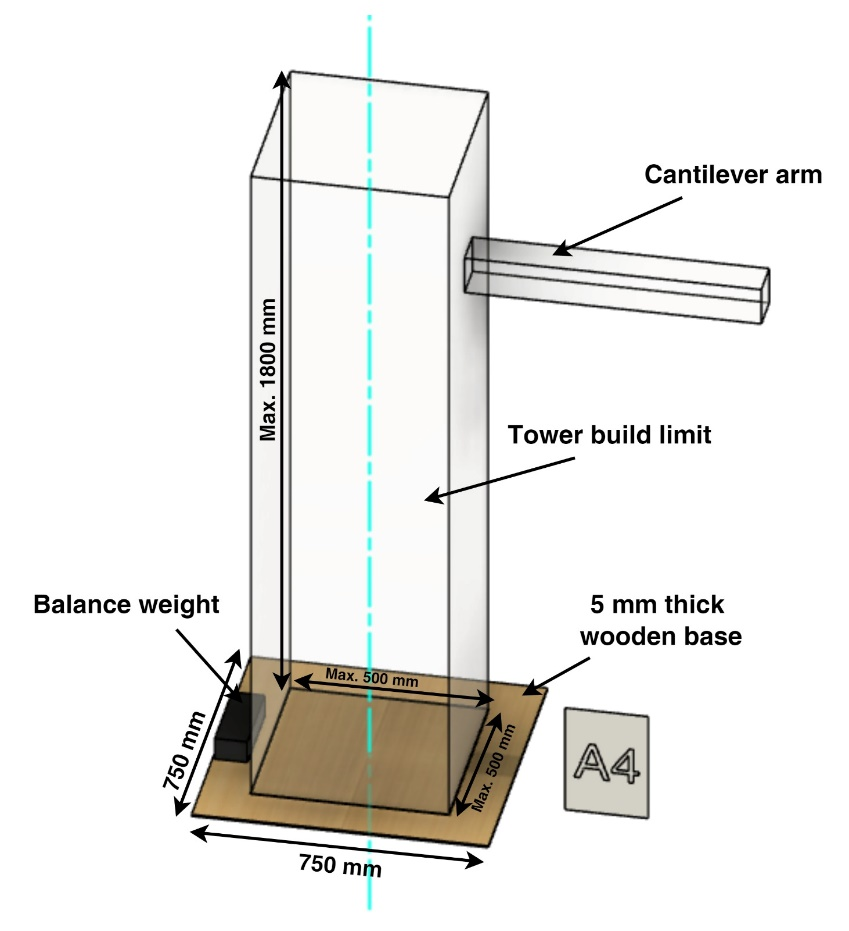 Cantilever arm
Max. 1800 mm
Tower build limit
Balance weight
5 mm thick
wooden base
Max. 500 mm
750 mm
Max. 500 mm
A4
750 mm